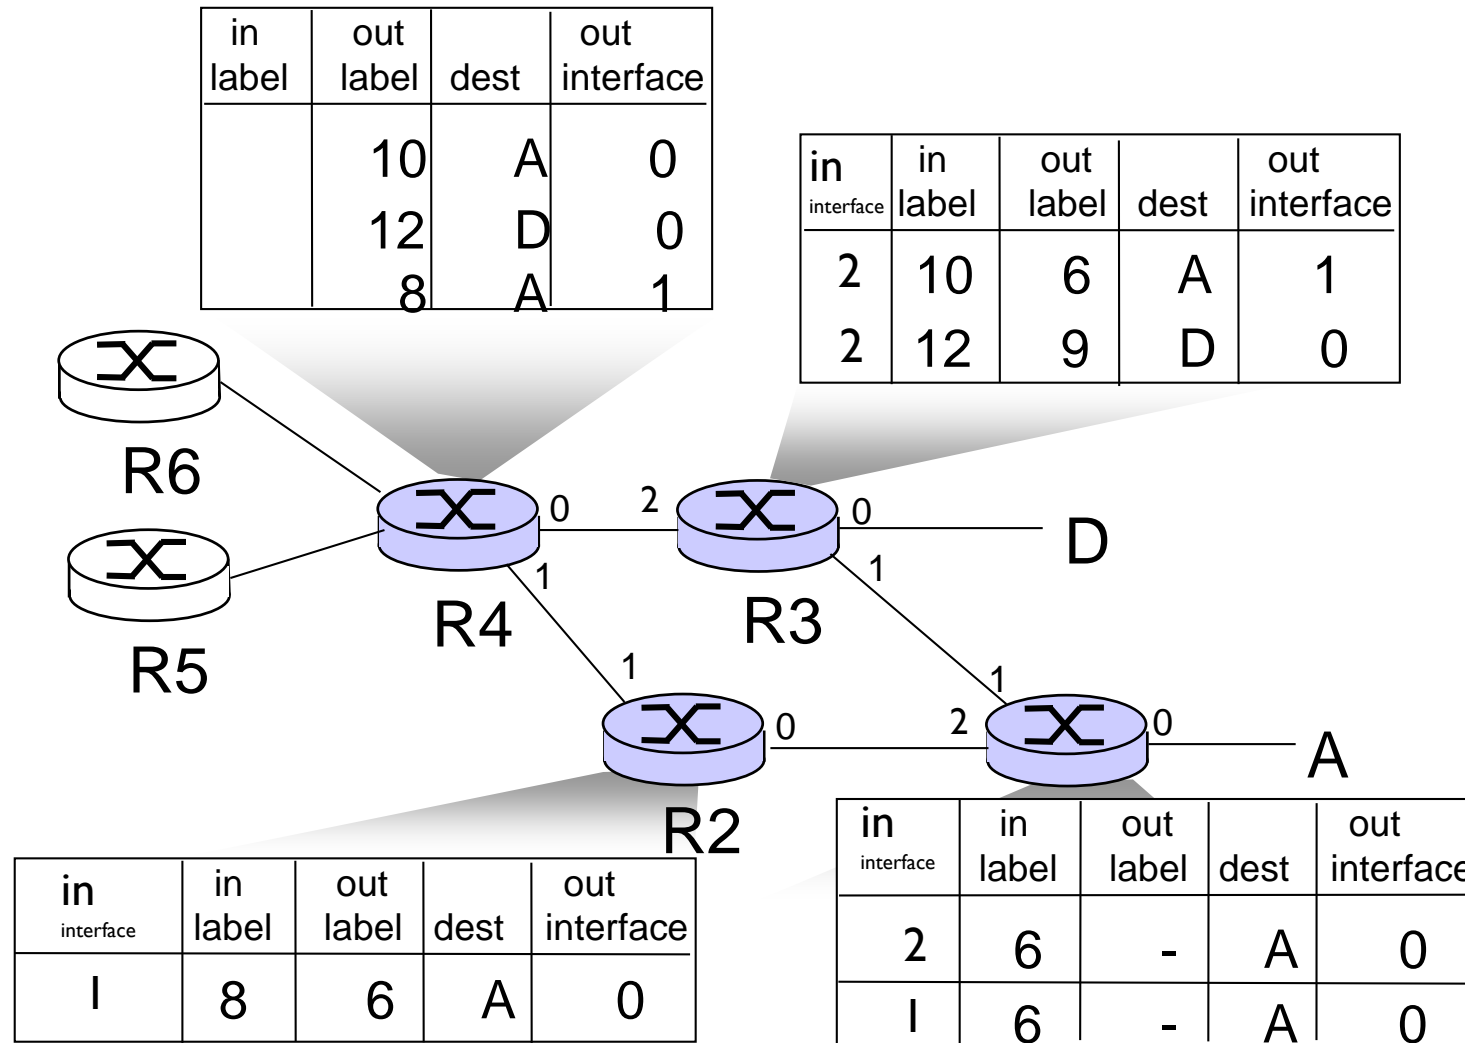 in out out
label label dest interface
10 A 0
12 D 0
8 A 1
in in out out
interface label label dest interface
2 10 6 A 1
2 12 9 D 0
R6
0 2 0
D
1 1
R4 R3
R5
1 1
0 2 0
A
R2
in in out out
interface label label dest interface
1 8 6 A 0
in in out out
interface label label dest interface
2 6 - A 0
1 6 - A 0